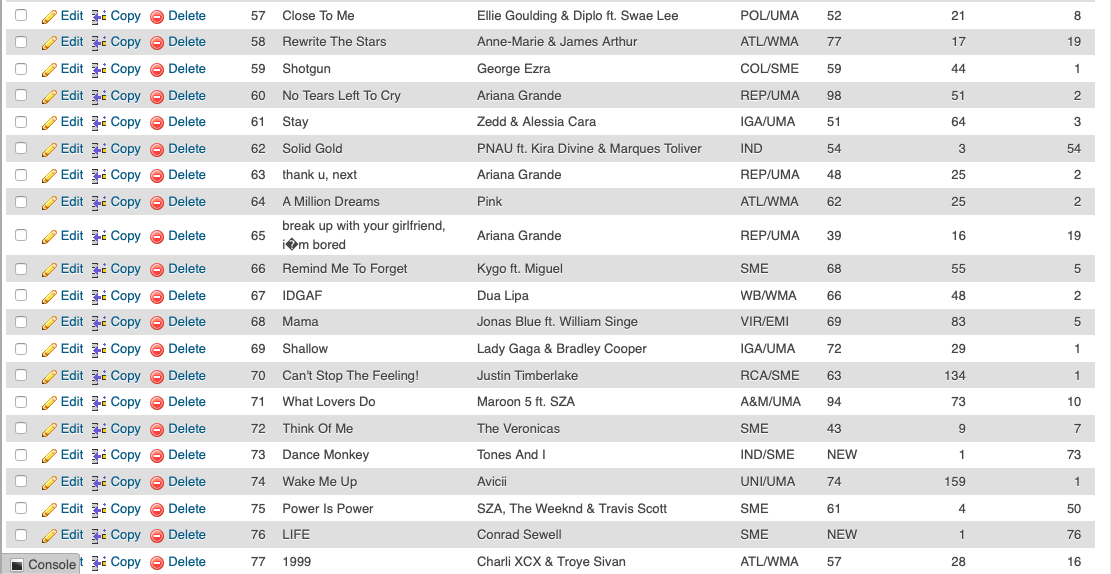 Edit Copy Delete 57 Close To Me Ellie Goulding & Diplo ft. Swae Lee POL/UMA 52 21 8
Edit Copy Delete 58 Rewrite The Stars Anne-Marie & James Arthur ATL/WMA 77 17 19
Edit Copy Delete 59 Shotgun George Ezra COL/SME 59 44 1
Edit Copy Delete 60 No Tears Left To Cry Ariana Grande REP/UMA 98 51 2
Edit Copy Delete 61 Stay Zedd & Alessia Cara IGA/UMA 51 64 3
Edit Copy Delete 62 Solid Gold PNAU ft. Kira Divine & Marques Toliver IND 54 3 54
Edit Copy Delete 63 thank u, next Ariana Grande REP/UMA 48 25 2
Edit Copy Delete 64 A Million Dreams Pink ATL/WMA 62 25 2
Edit Copy Delete 65 break up with your girlfriend, Ariana Grande REP/UMA 39 16 19
i�m bored
Edit Copy Delete 66 Remind Me To Forget Kygo ft. Miguel SME 68 55 5
Edit Copy Delete 67 IDGAF Dua Lipa WB/WMA 66 48 2
Edit Copy Delete 68 Mama Jonas Blue ft. William Singe VIR/EMI 69 83 5
Edit Copy Delete 69 Shallow Lady Gaga & Bradley Cooper IGA/UMA 72 29 1
Edit Copy Delete 70 Can't Stop The Feeling! Justin Timberlake RCA/SME 63 134 1
Edit Copy Delete 71 What Lovers Do Maroon 5 ft. SZA A&M/UMA 94 73 10
Edit Copy Delete 72 Think Of Me The Veronicas SME 43 9 7
Edit Copy Delete 73 Dance Monkey Tones And I IND/SME NEW 1 73
Edit Copy Delete 74 Wake Me Up Avicii UNI/UMA 74 159 1
Edit Copy Delete 75 Power Is Power SZA, The Weeknd & Travis Scott SME 61 4 50
Edit Copy Delete 76 LIFE Conrad Sewell SME NEW 1 76
Copy Delete 77 1999 Charli XCX & Troye Sivan ATL/WMA 57 28 16
Console